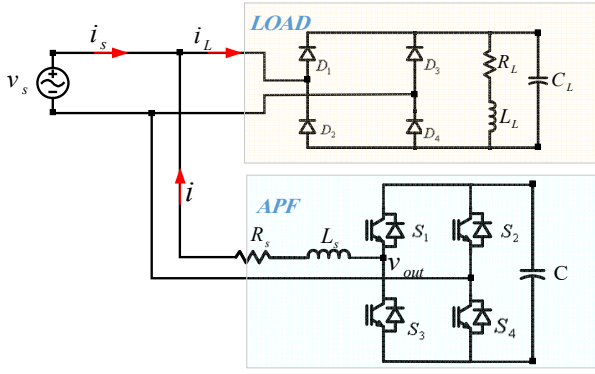 LOAD
i_s
i_L
v_s
D_1
D_3
D_2
D_4
R_L
L_L
C_L
i
APF
R_s
L_s
v_out
S_1
S_2
S_3
S_4
C